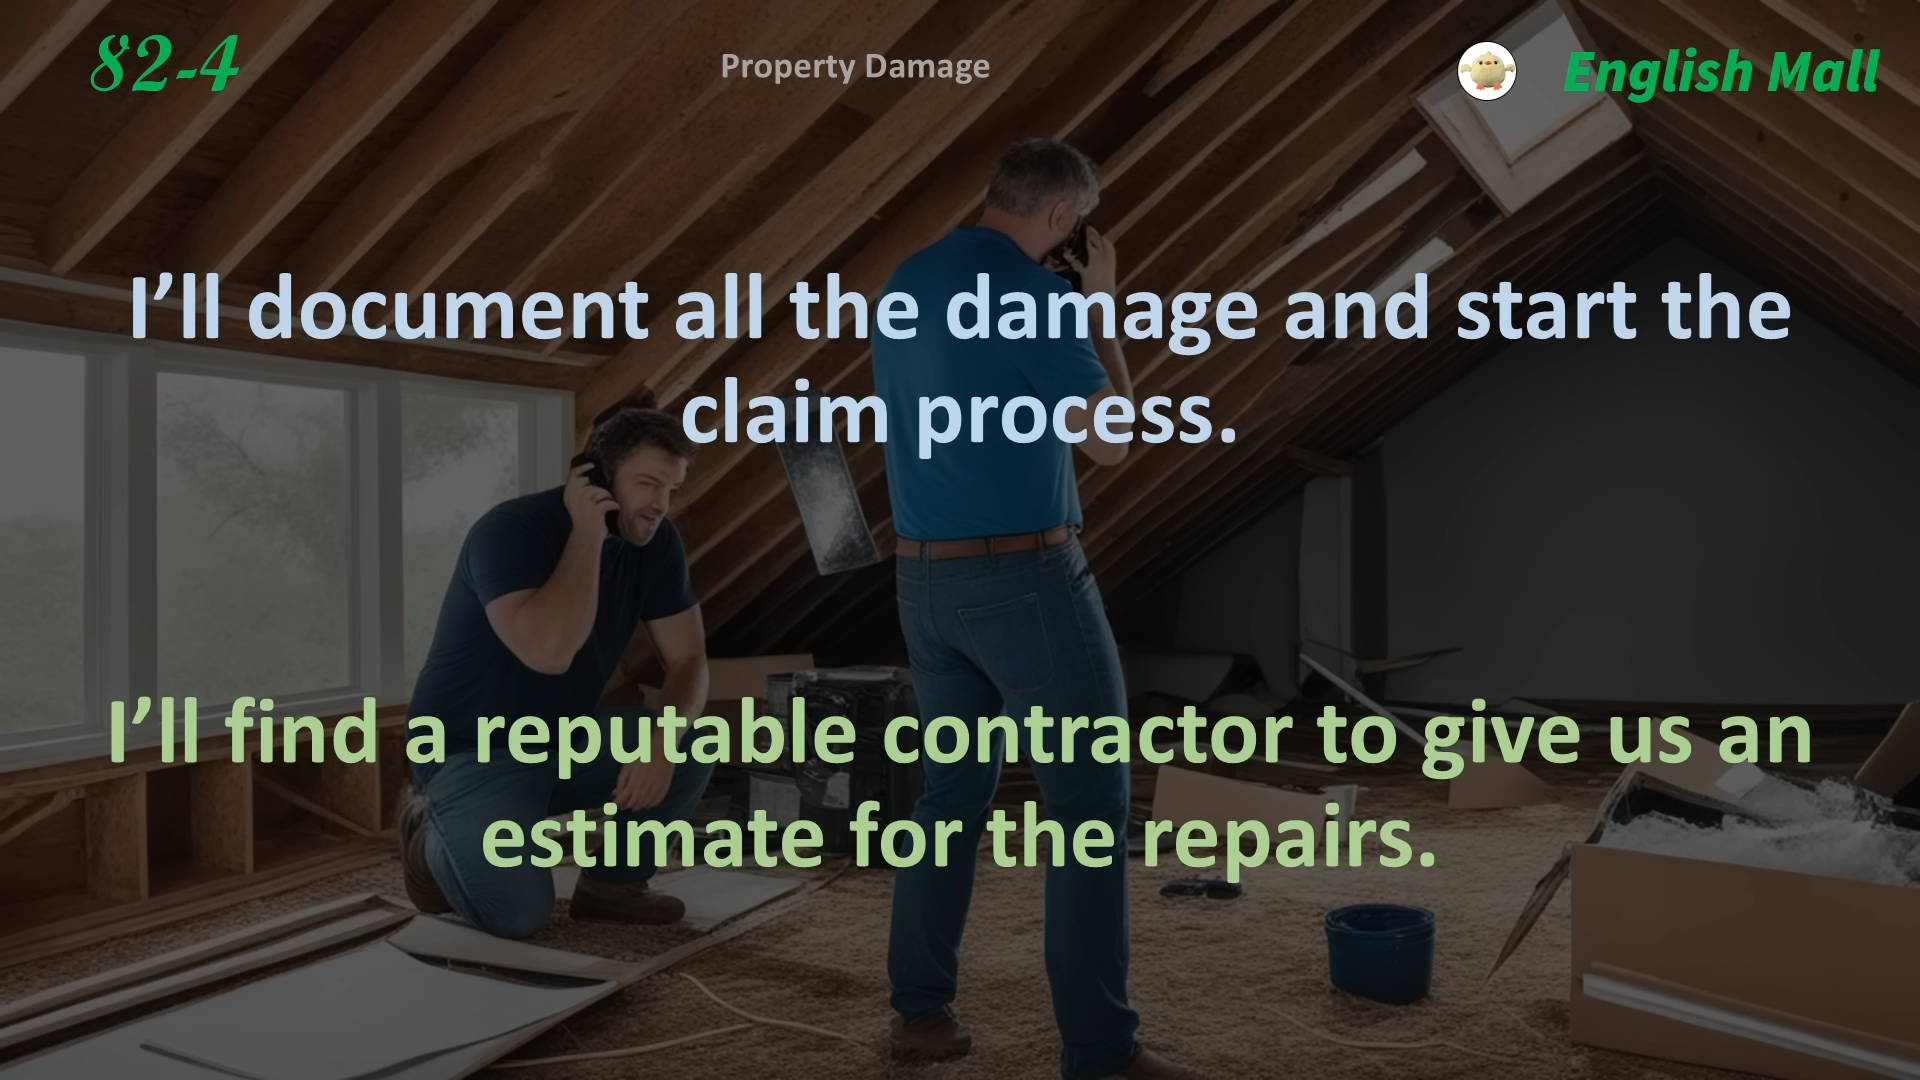 82-4
Property Damage
English Mall
I’ll document all the damage and start the
claim process.
I’ll find a reputable contractor to give us an
estimate for the repairs.